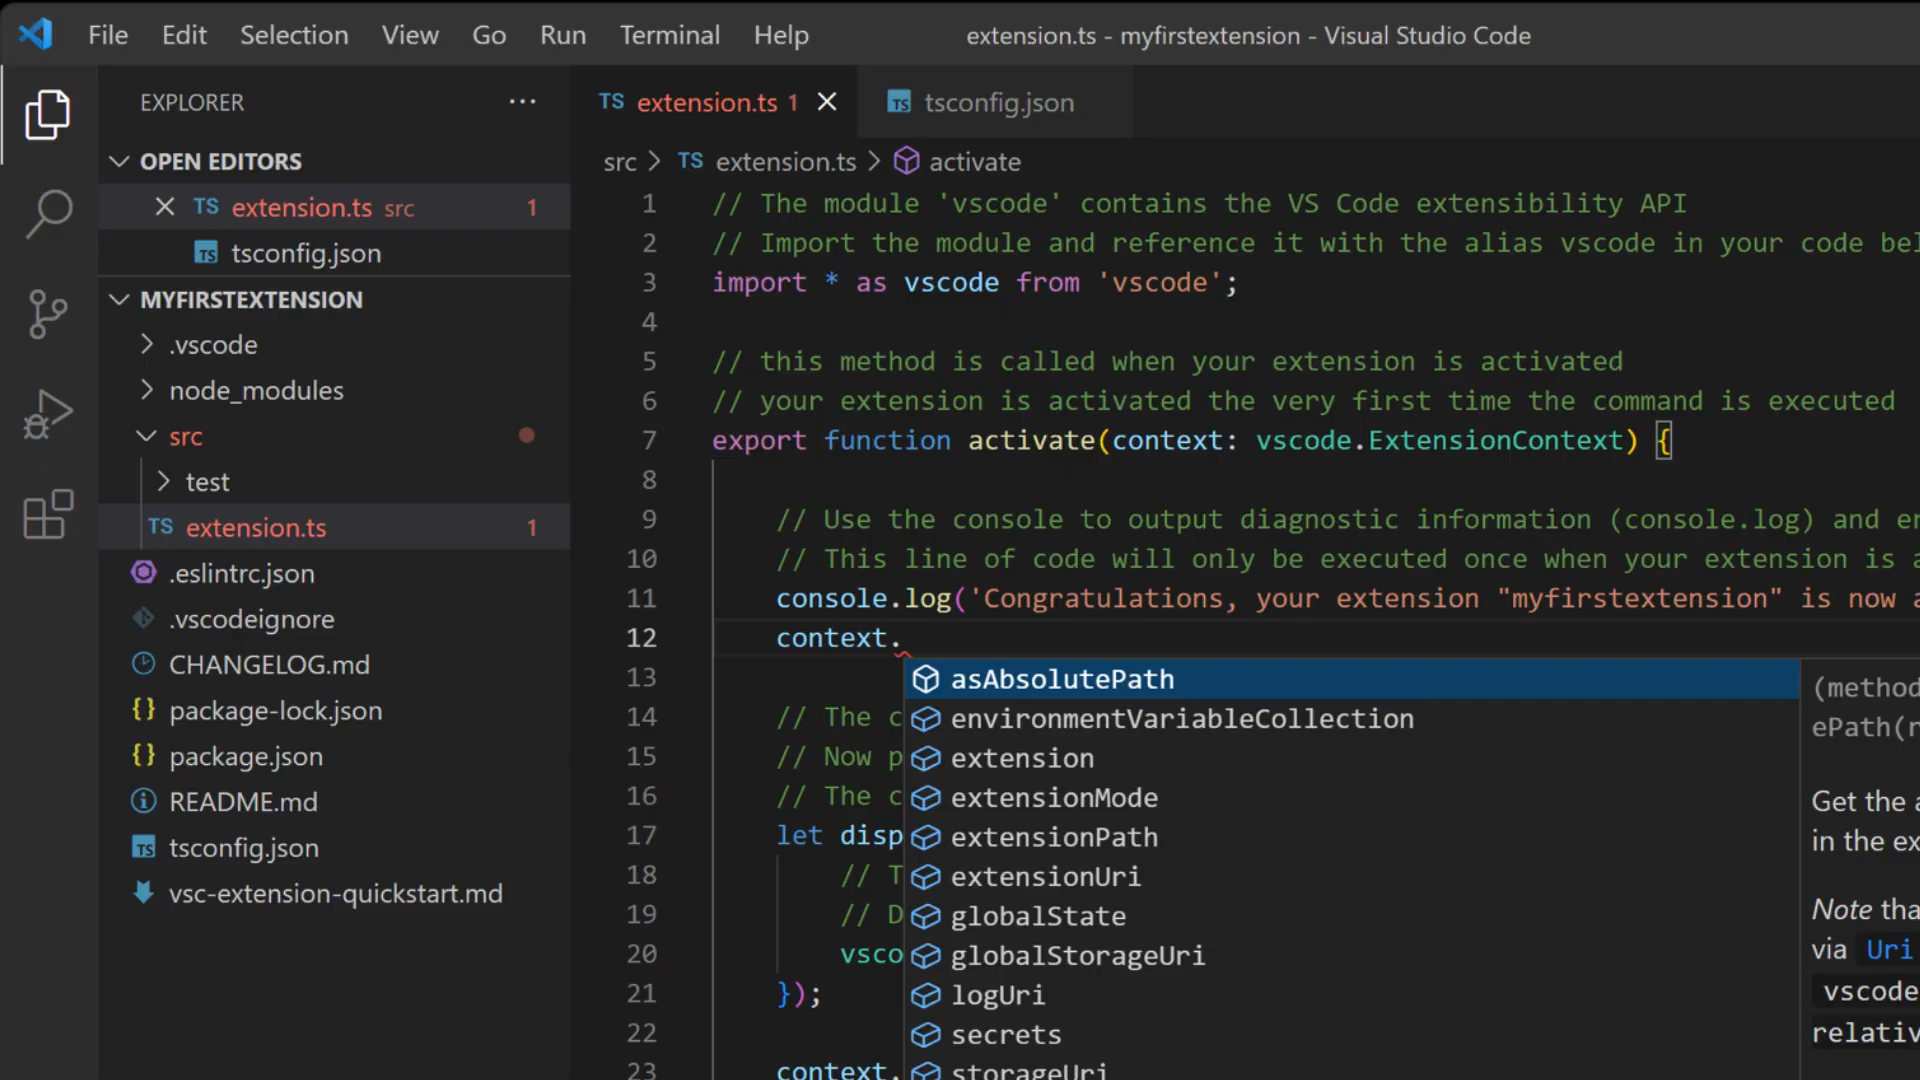 File Edit Selection View Go Run Terminal Help extension.ts - myfirstextension - Visual Studio Code
EXPLORER ···
OPEN EDITORS
TS extension.ts src 1
TS tsconfig.json
MYFIRSTEXTENSION
.vscode
node_modules
src
test
TS extension.ts 1
.eslintrc.json
.vscodeignore
CHANGELOG.md
{} package-lock.json
{} package.json
README.md
TS tsconfig.json
vsc-extension-quickstart.md
TS extension.ts 1 TS tsconfig.json
src > TS extension.ts > activate
1 // The module 'vscode' contains the VS Code extensibility API
2 // Import the module and reference it with the alias vscode in your code
3 import * as vscode from 'vscode';
4
5 // this method is called when your extension is activated
6 // your extension is activated the very first time the command is executed
7 export function activate(context: vscode.ExtensionContext) {
8
9 // Use the console to output diagnostic information (console.log) and
10 // This line of code will only be executed once when your extension is
11 console.log('Congratulations, your extension "myfirstextension" is now
12 context.
13
14 // The
15 // Now
16 // The
17 let disp
18 //
19 //
20 vsco
21 });
22
23 context.
asAbsolutePath
environmentVariableCollection
extension
extensionMode
extensionPath
extensionUri
globalState
globalStorageUri
logUri
secrets
storageUri
(method
ePath(
Get the
in the
Note
via Uri
vscode
relativ